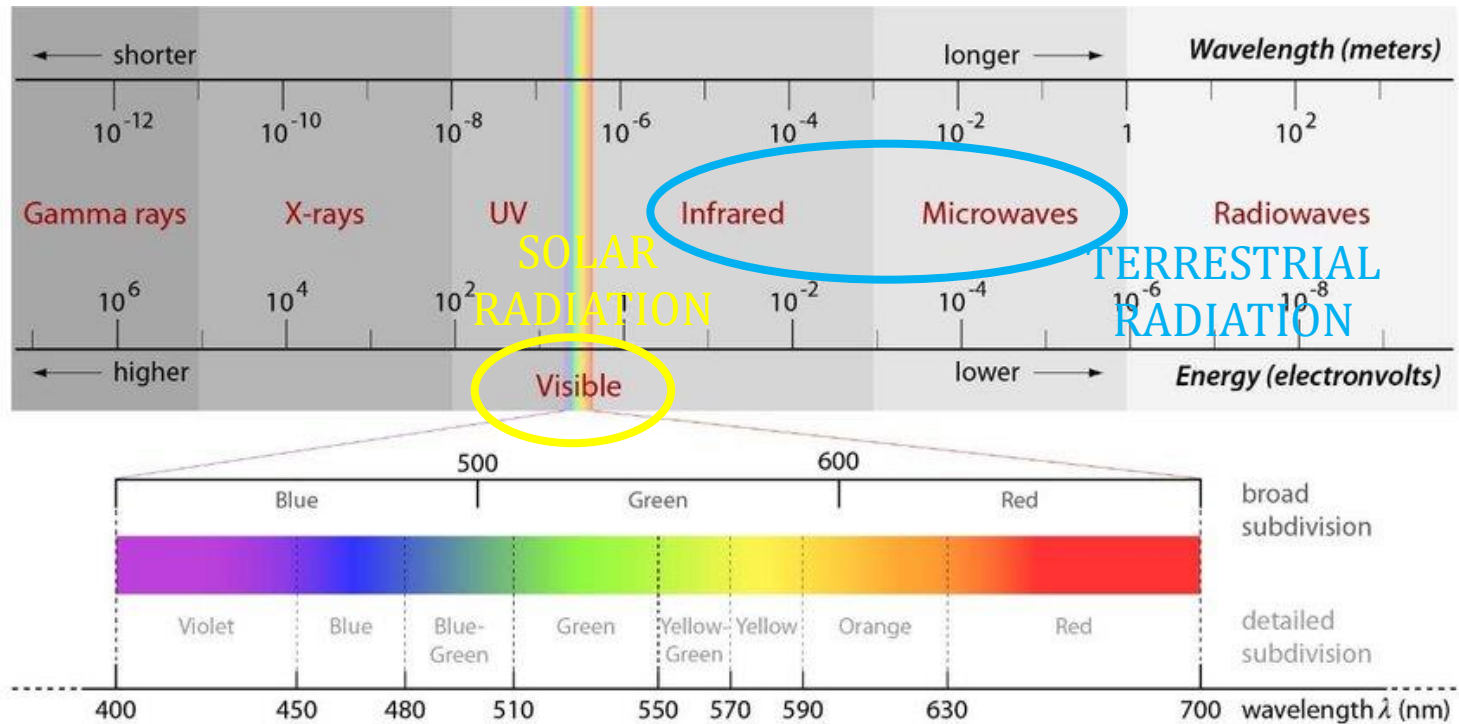 ← shorter longer → Wavelength (meters)
10⁻¹² 10⁻¹⁰ 10⁻⁸ 10⁻⁶ 10⁻⁴ 10⁻² 1 10²
Gamma rays X-rays UV Infrared Microwaves Radiowaves
SOLAR
RADIATION
TERRESTRIAL
RADIATION
10⁶ 10⁴ 10² 1 10⁻² 10⁻⁴ 10⁻⁶ 10⁻⁸
← higher Visible lower → Energy (electronvolts)
500 600
Blue Green Red broad
subdivision
Violet Blue Blue-
Green Green Yellow-
Green Yellow Orange Red detailed
subdivision
400 450 480 510 550 570 590 630 700 wavelength λ (nm)